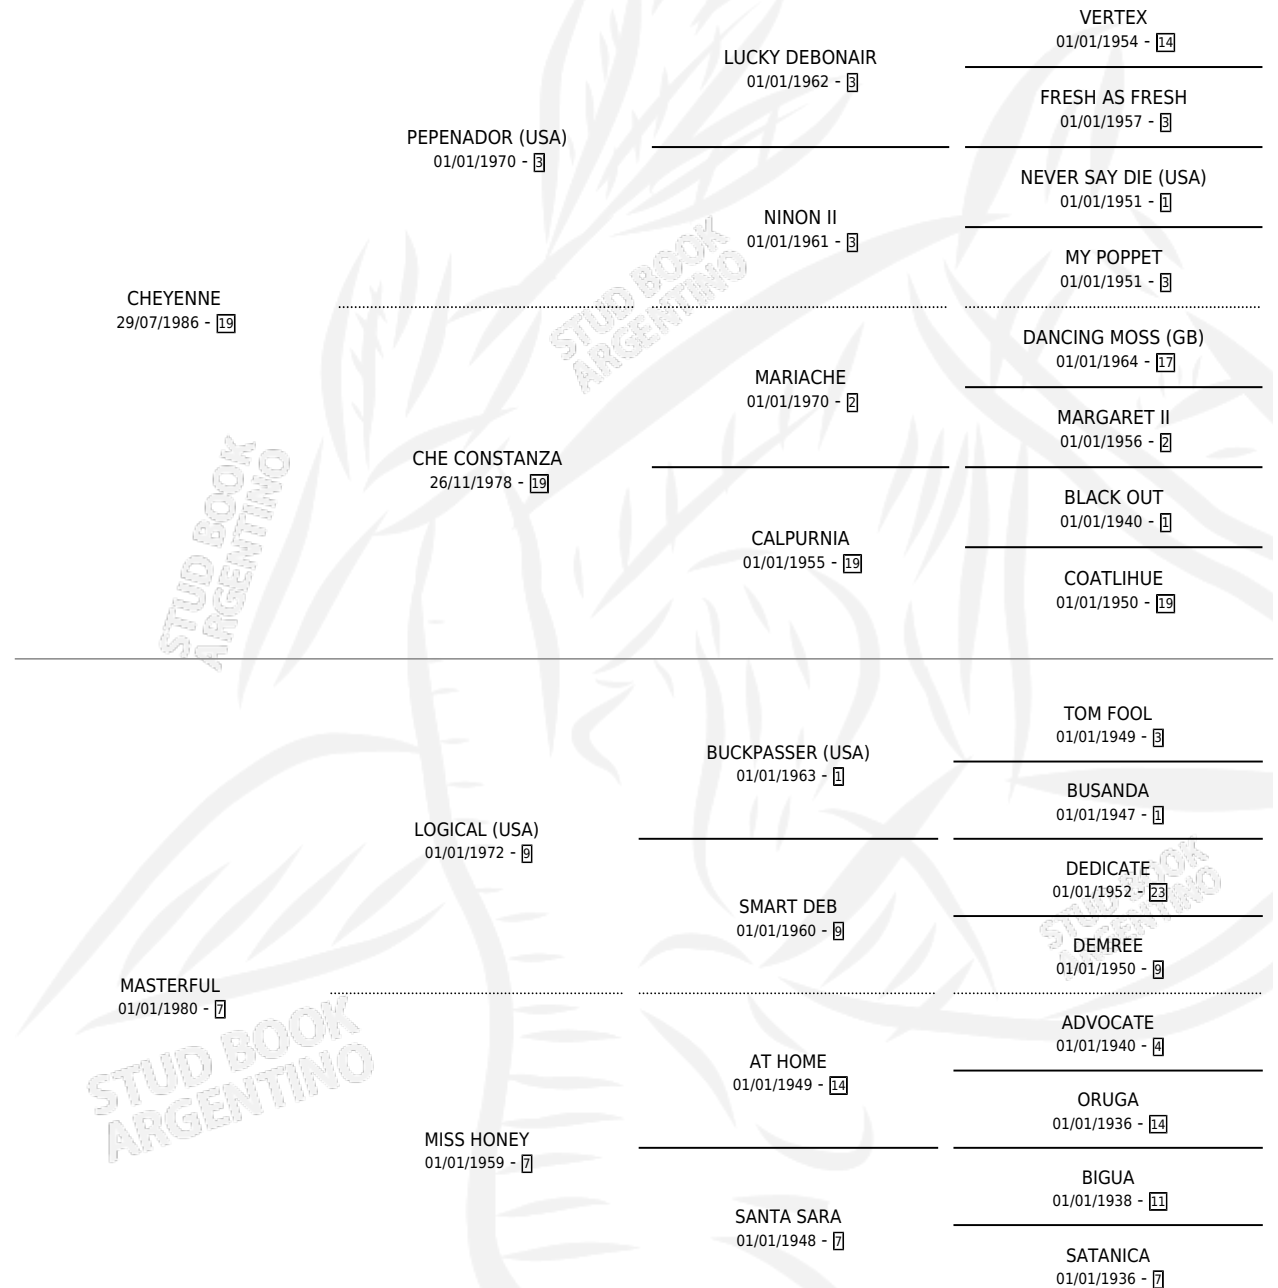 VERTEX
01/01/1954 - 14
LUCKY DEBONAIR
01/01/1962 - 3
FRESH AS FRESH
01/01/1957 - 3
PEPENADOR (USA)
01/01/1970 - 3
NEVER SAY DIE (USA)
01/01/1951 - 1
NINON II
01/01/1961 - 3
MY POPPET
01/01/1951 - 3
CHEYENNE
29/07/1986 - 19
DANCING MOSS (GB)
01/01/1964 - 17
MARIACHE
01/01/1970 - 2
MARGARET II
01/01/1956 - 2
CHE CONSTANZA
26/11/1978 - 19
BLACK OUT
01/01/1940 - 1
CALPURNIA
01/01/1955 - 19
COATLIHUE
01/01/1950 - 19
TOM FOOL
01/01/1949 - 3
BUCKPASSER (USA)
01/01/1963 - 1
BUSANDA
01/01/1947 - 1
LOGICAL (USA)
01/01/1972 - 9
DEDICATE
01/01/1952 - 23
SMART DEB
01/01/1960 - 9
DEMREE
01/01/1950 - 9
MASTERFUL
01/01/1980 - 7
ADVOCATE
01/01/1940 - 4
AT HOME
01/01/1949 - 14
ORUGA
01/01/1936 - 14
MISS HONEY
01/01/1959 - 7
BIGUA
01/01/1938 - 11
SANTA SARA
01/01/1948 - 7
SATANICA
01/01/1936 - 7
STUD BOOK
ARGENTINO
STUD BOOK
ARGENTINO
STUD BOOK
ARGENTINO
STUD BOOK
ARGENTINO